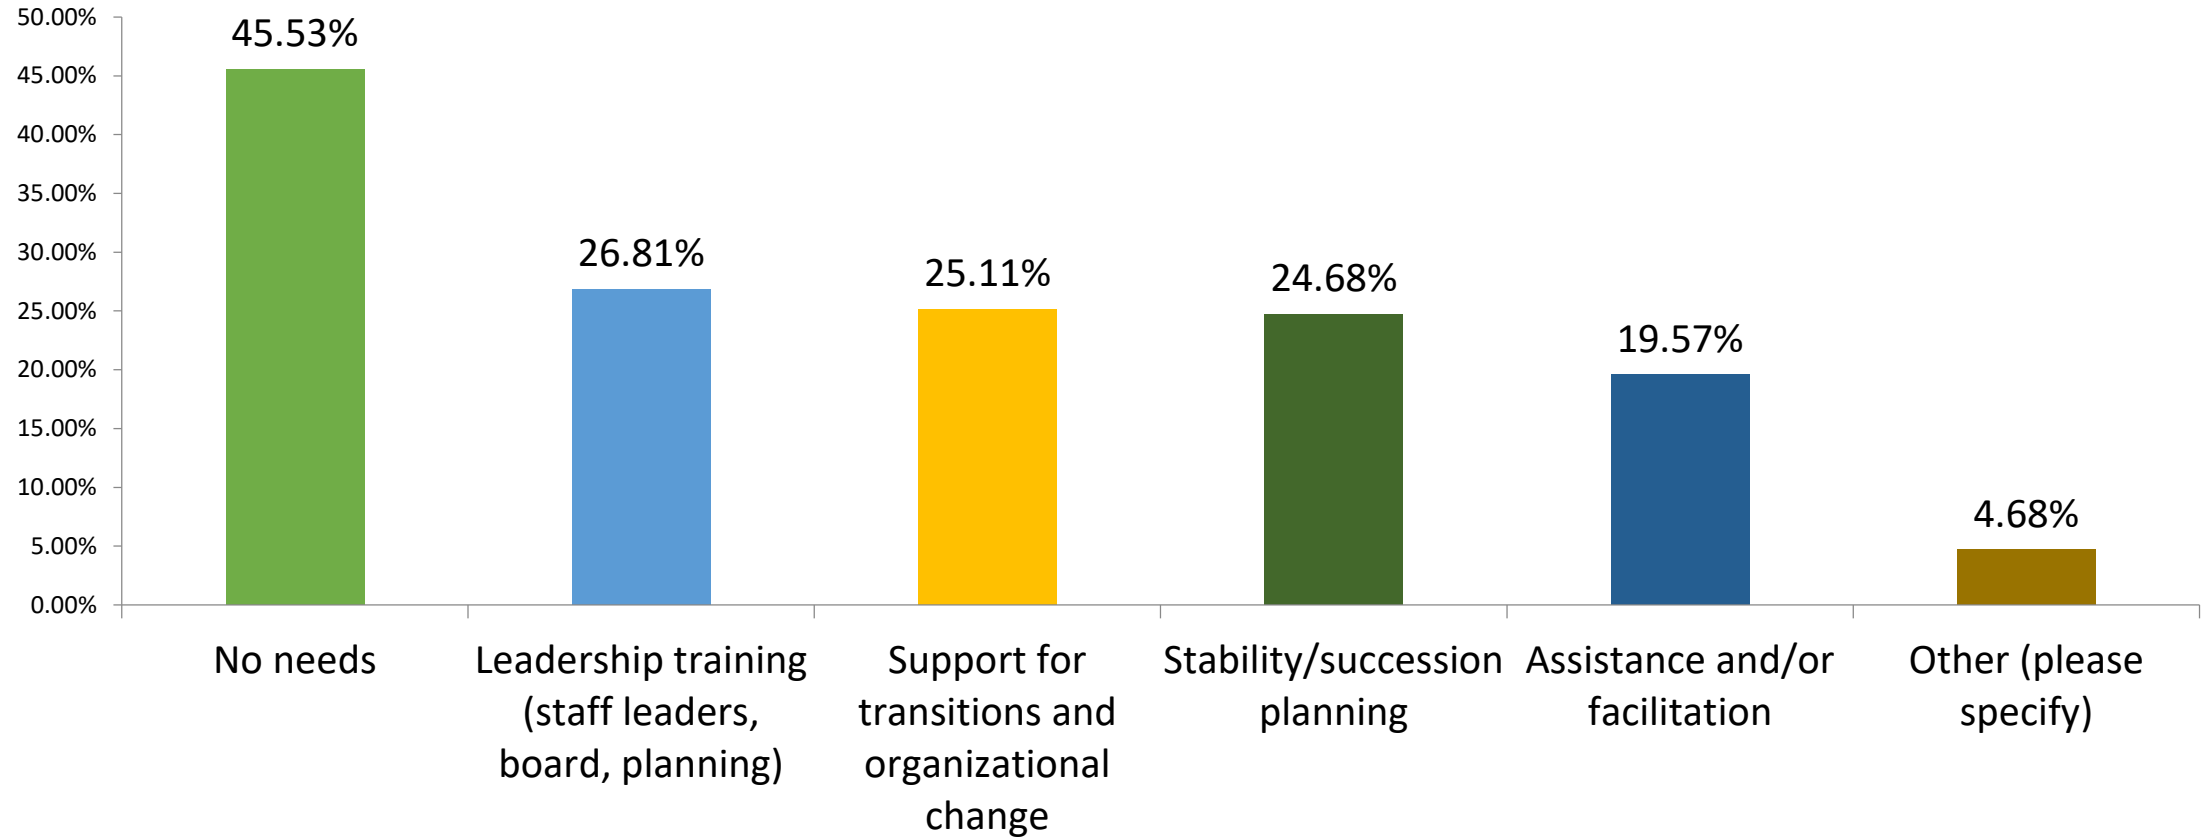 50.00%
45.00%
40.00%
35.00%
30.00%
25.00%
20.00%
15.00%
10.00%
5.00%
0.00%
45.53%
26.81%
25.11%
24.68%
19.57%
4.68%
No needs
Leadership training
(staff leaders,
board, planning)
Support for
transitions and
organizational
change
Stability/succession
planning
Assistance and/or
facilitation
Other (please
specify)